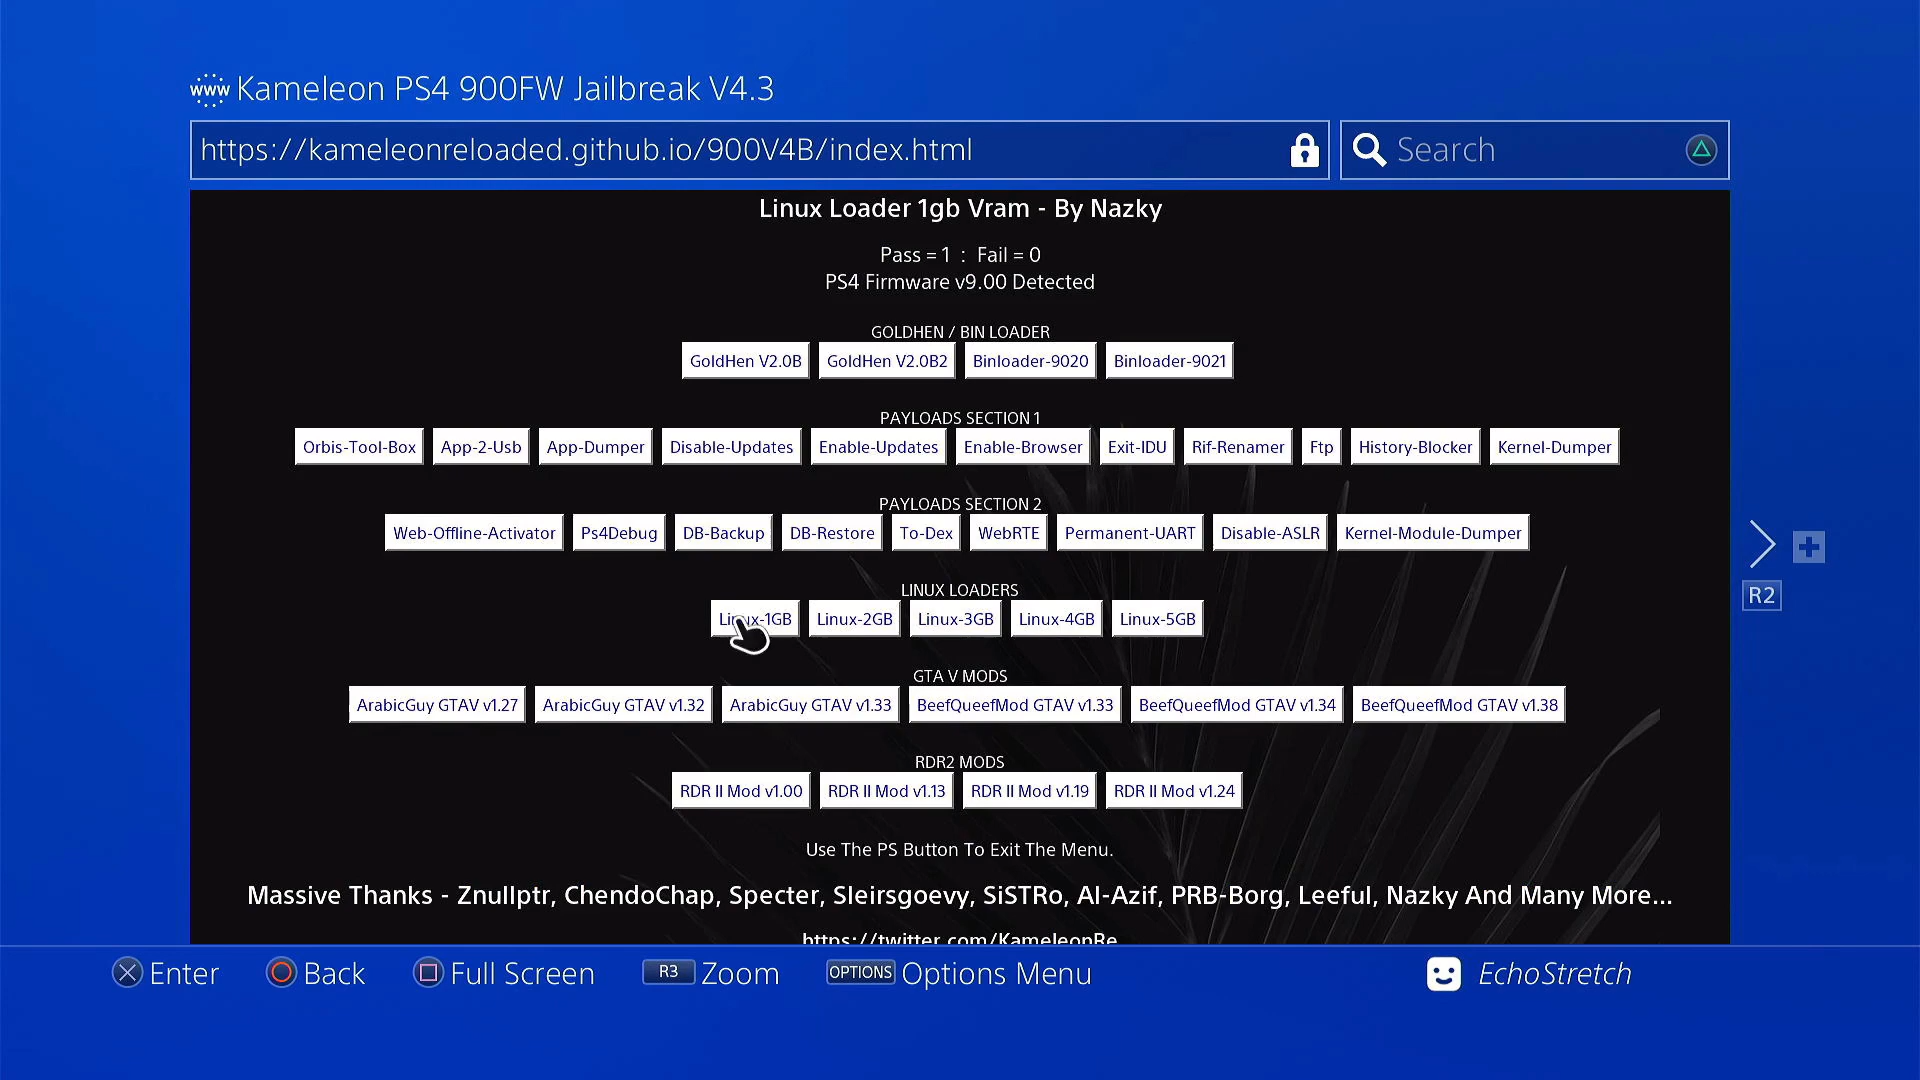 www Kameleon PS4 900FW Jailbreak V4.3
https://kameleonreloaded.github.io/900V4B/index.html Search
Linux Loader 1gb Vram - By Nazky
Pass = 1 : Fail = 0
PS4 Firmware v9.00 Detected
GOLDHEN / BIN LOADER
GoldHen V2.0B GoldHen V2.0B2 Binloader-9020 Binloader-9021
PAYLOADS SECTION 1
Orbis-Tool-Box App-2-Usb App-Dumper Disable-Updates Enable-Updates Enable-Browser Exit-IDU Rif-Renamer Ftp History-Blocker Kernel-Dumper
PAYLOADS SECTION 2
Web-Offline-Activator Ps4Debug DB-Backup DB-Restore To-Dex WebRTE Permanent-UART Disable-ASLR Kernel-Module-Dumper
R2
LINUX LOADERS
Linux-1GB Linux-2GB Linux-3GB Linux-4GB Linux-5GB
GTA V MODS
ArabicGuy GTAV v1.27 ArabicGuy GTAV v1.32 ArabicGuy GTAV v1.33 BeefQueefMod GTAV v1.33 BeefQueefMod GTAV v1.34 BeefQueefMod GTAV v1.38
RDR2 MODS
RDR II Mod v1.00 RDR II Mod v1.13 RDR II Mod v1.19 RDR II Mod v1.24
Use The PS Button To Exit The Menu.
Massive Thanks - Znullptr, ChendoChap, Specter, Sleirsgoevy, SiSTRo, Al-Azif, PRB-Borg, Leeful, Nazky And Many More...
https://twitter.com/KameleonRe
Enter Back Full Screen R3 Zoom OPTIONS Options Menu EchoStretch